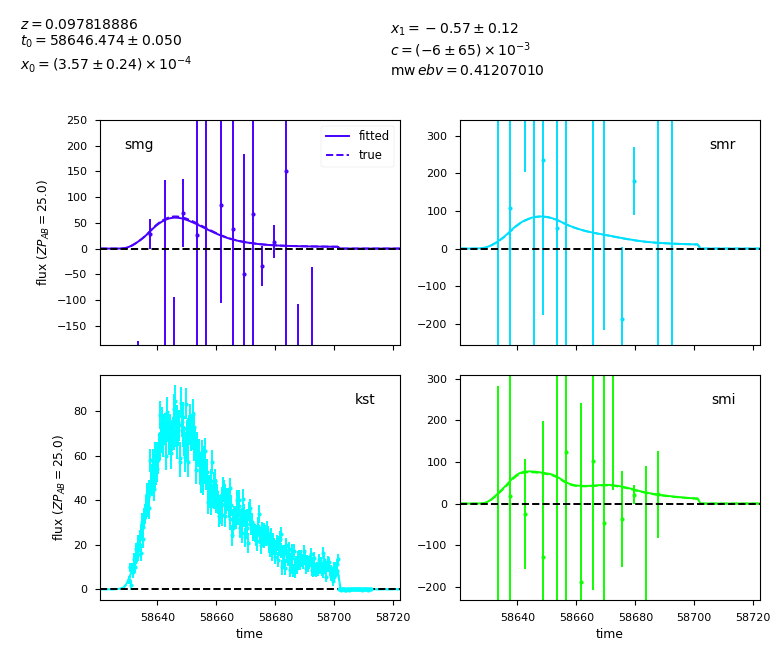 z = 0.097818886
t₀ = 58646.474 ± 0.050
x₀ = (3.57 ± 0.24) × 10⁻⁴
x₁ = −0.57 ± 0.12
c = (−6 ± 65) × 10⁻³
mw ebv = 0.41207010
smg
fitted
true
250
200
150
100
50
0
−50
−100
−150
flux (ZP_AB = 25.0)
smr
300
200
100
0
−100
−200
kst
80
60
40
20
0
flux (ZP_AB = 25.0)
58640 58660 58680 58700 58720
time
smi
300
200
100
0
−100
−200
58640 58660 58680 58700 58720
time